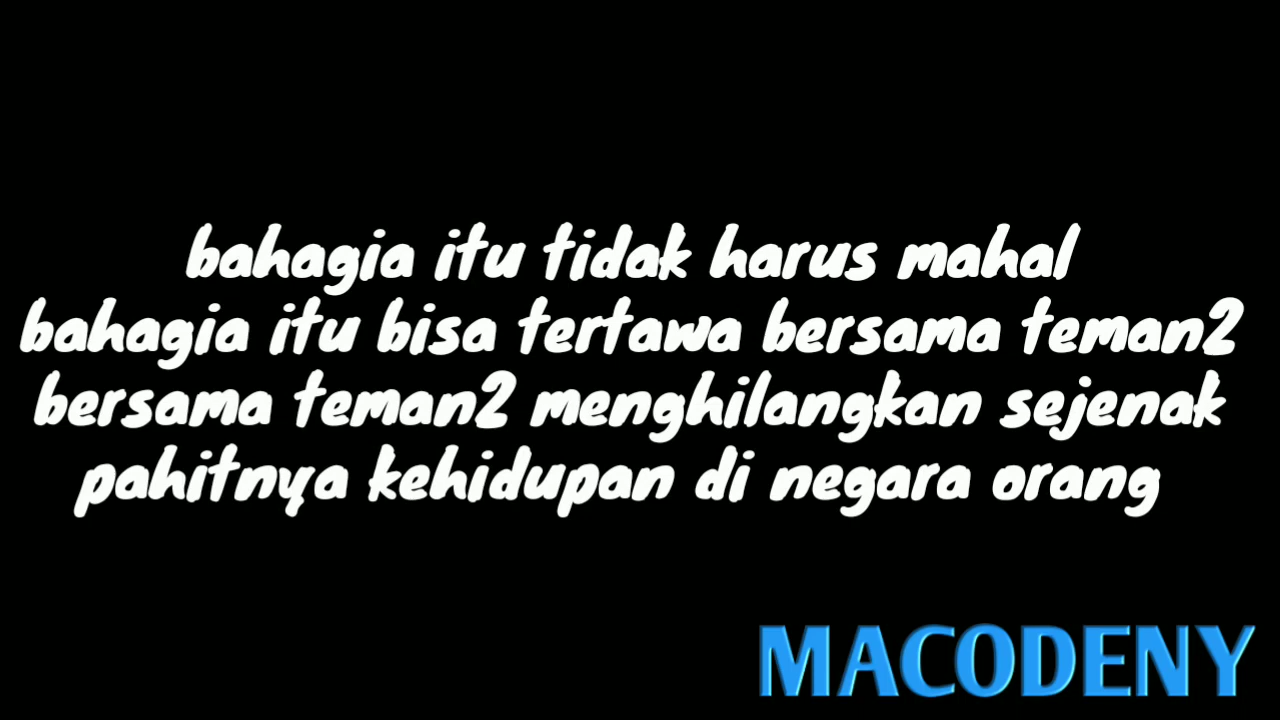 bahagia itu tidak harus mahal
bahagia itu bisa tertawa bersama teman2
bersama teman2 menghilangkan sejenak
pahitnya kehidupan di negara orang
MACODENY